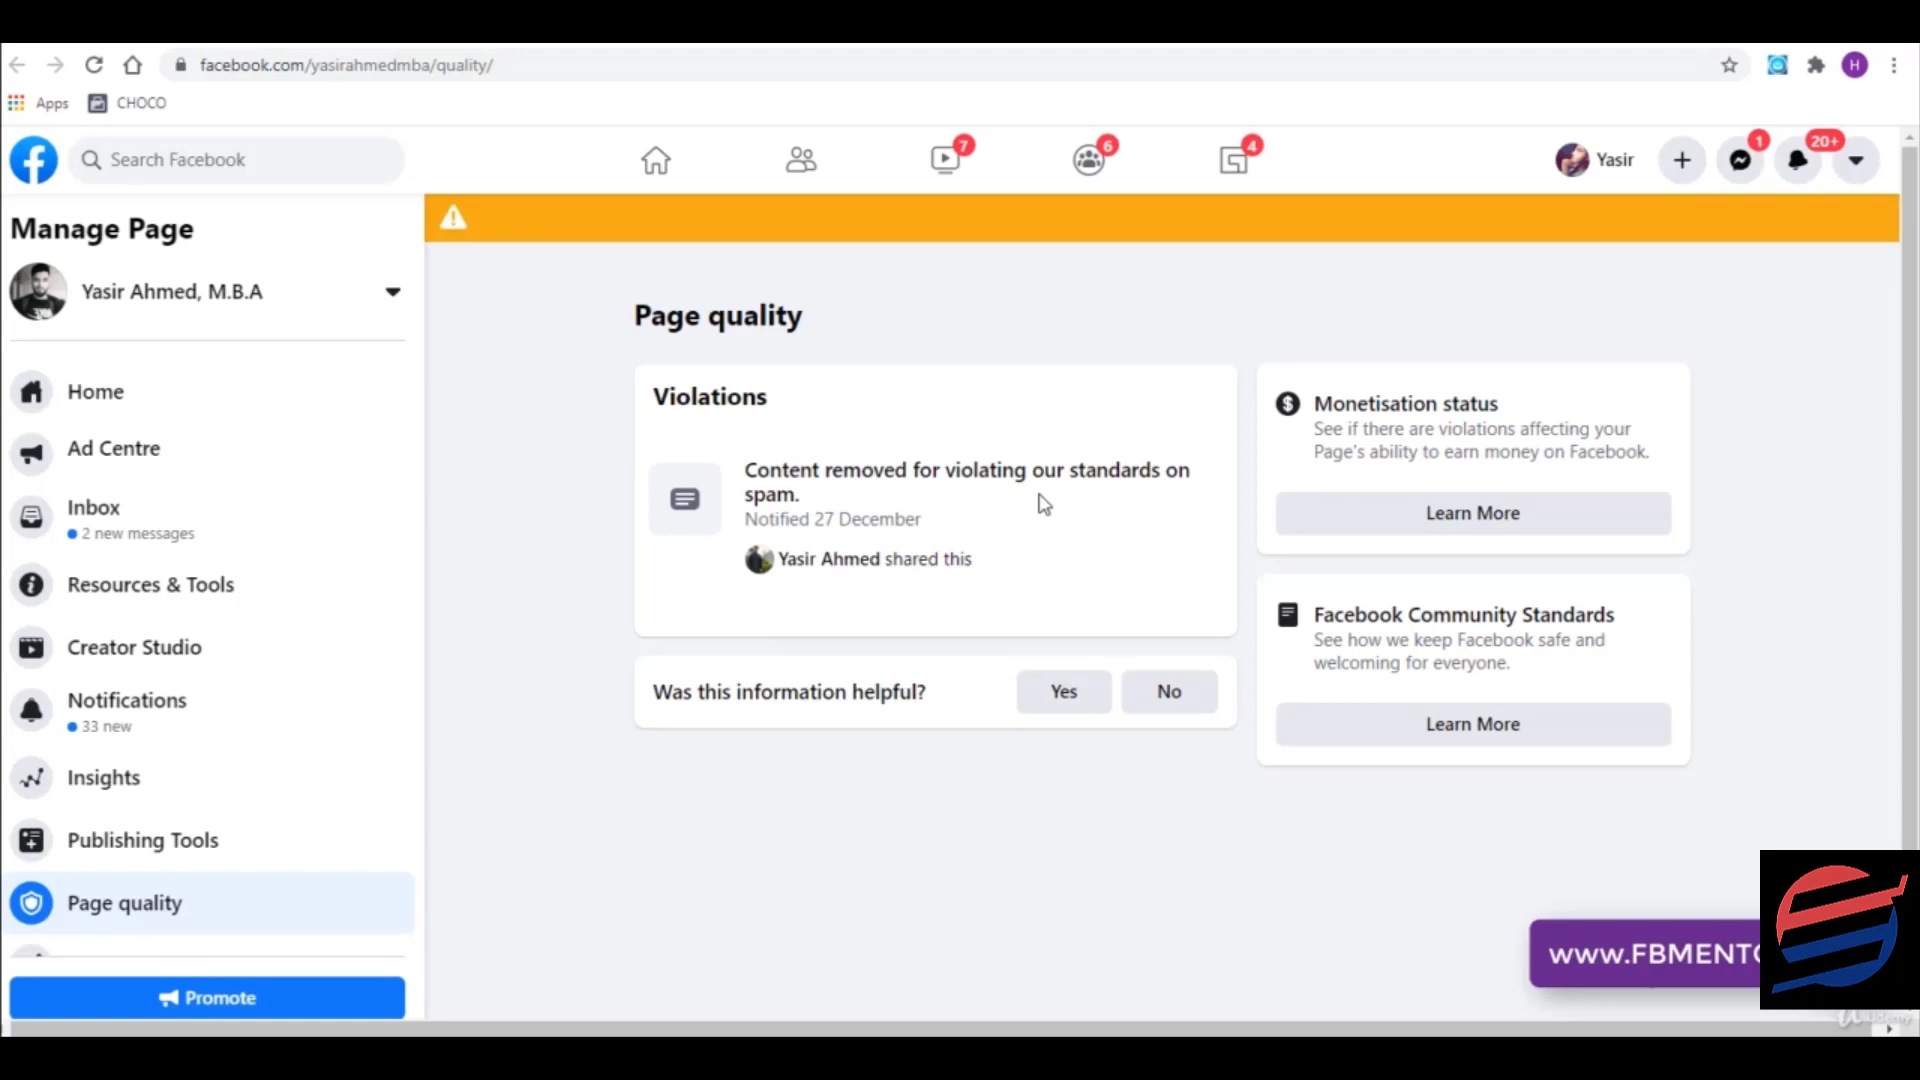 facebook.com/yasirahmedmba/quality/
H
Apps
CHOCO
Search Facebook
7
6
4
Yasir
1
20+
Manage Page
Yasir Ahmed, M.B.A
Home
Ad Centre
Inbox
2 new messages
Resources & Tools
Creator Studio
Notifications
33 new
Insights
Publishing Tools
Page quality
Promote
Page quality
Violations
Content removed for violating our standards on
spam.
Notified 27 December
Yasir Ahmed shared this
Was this information helpful?
Yes
No
Monetisation status
See if there are violations affecting your
Page's ability to earn money on Facebook.
Learn More
Facebook Community Standards
See how we keep Facebook safe and
welcoming for everyone.
Learn More
www.FBMENTO